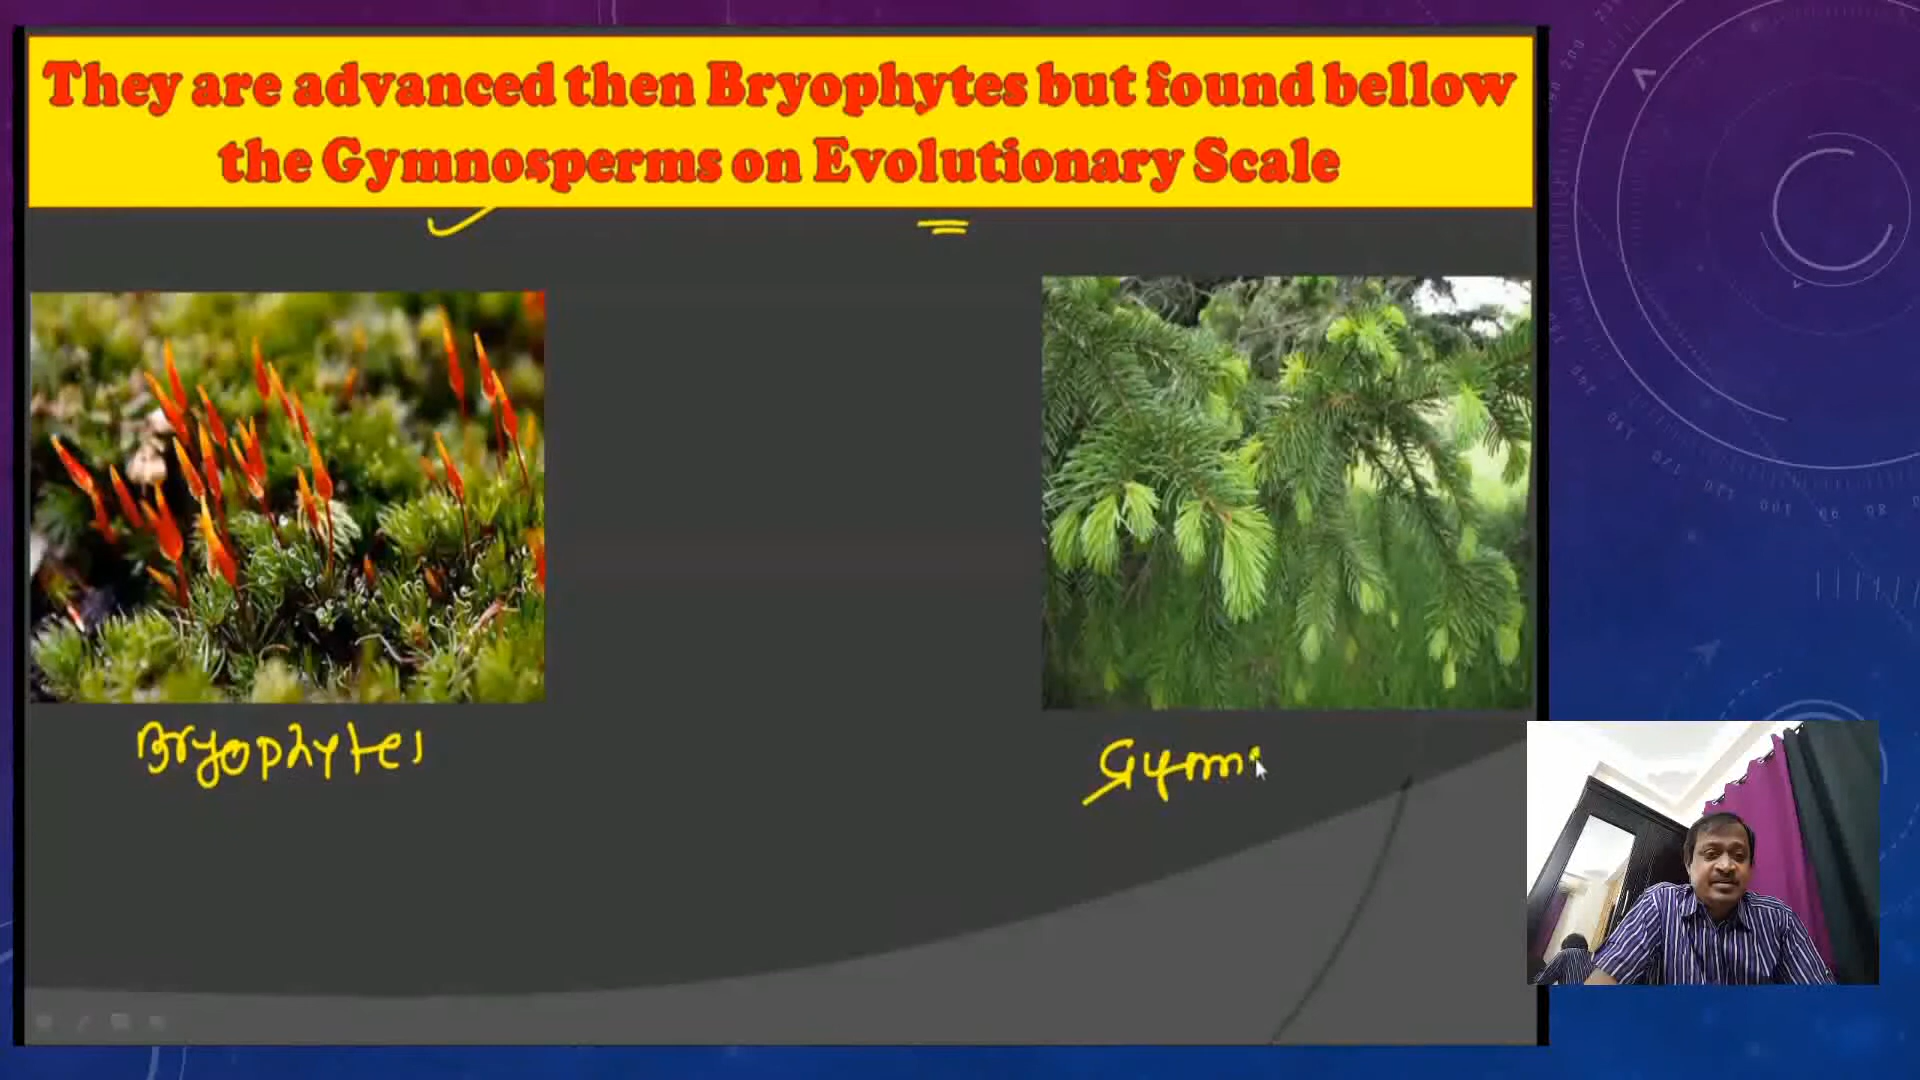 They are advanced then Bryophytes but found bellow
the Gymnosperms on Evolutionary Scale
Bryophytes
Gymn